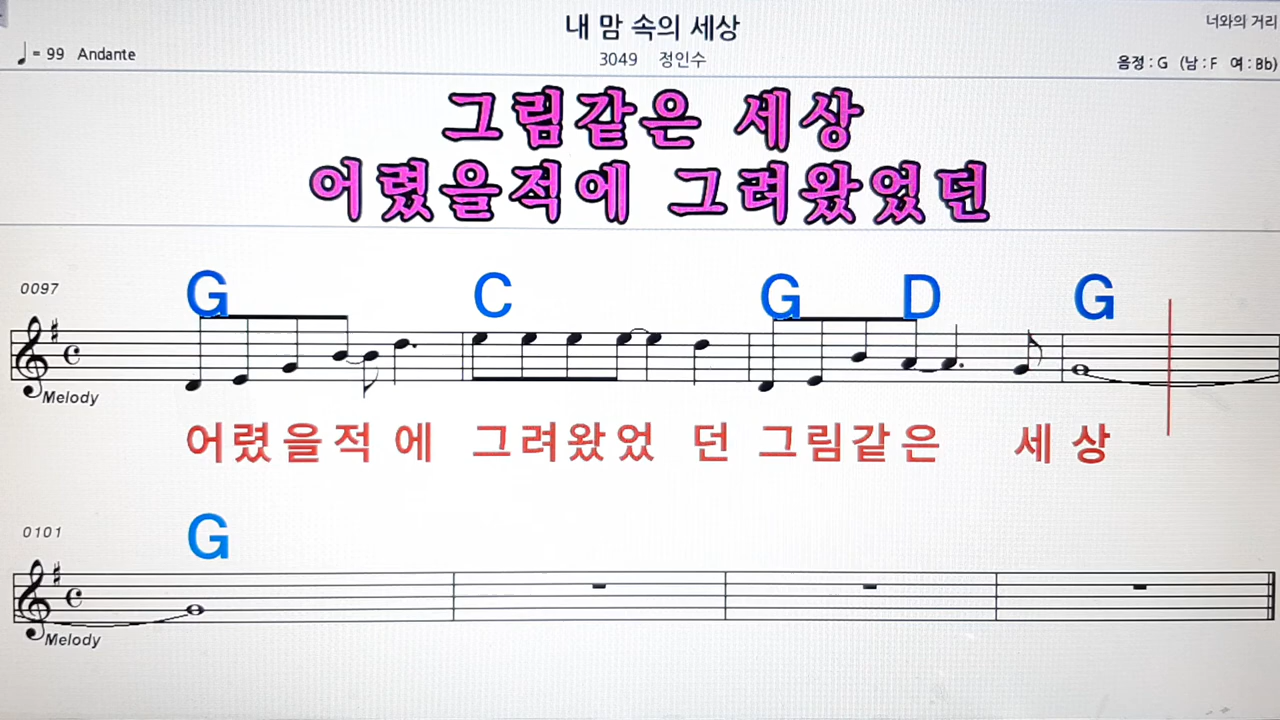 내 맘 속의 세상
너와의 거리
♩= 99 Andante
3049 정인수
음정 : G (남 : F 여 : Bb)
그림같은 세상
어렸을적에 그려왔었던
0097
G C G D G
Melody
어렸을적에 그려왔었던 그림같은 세상
0101
G
Melody